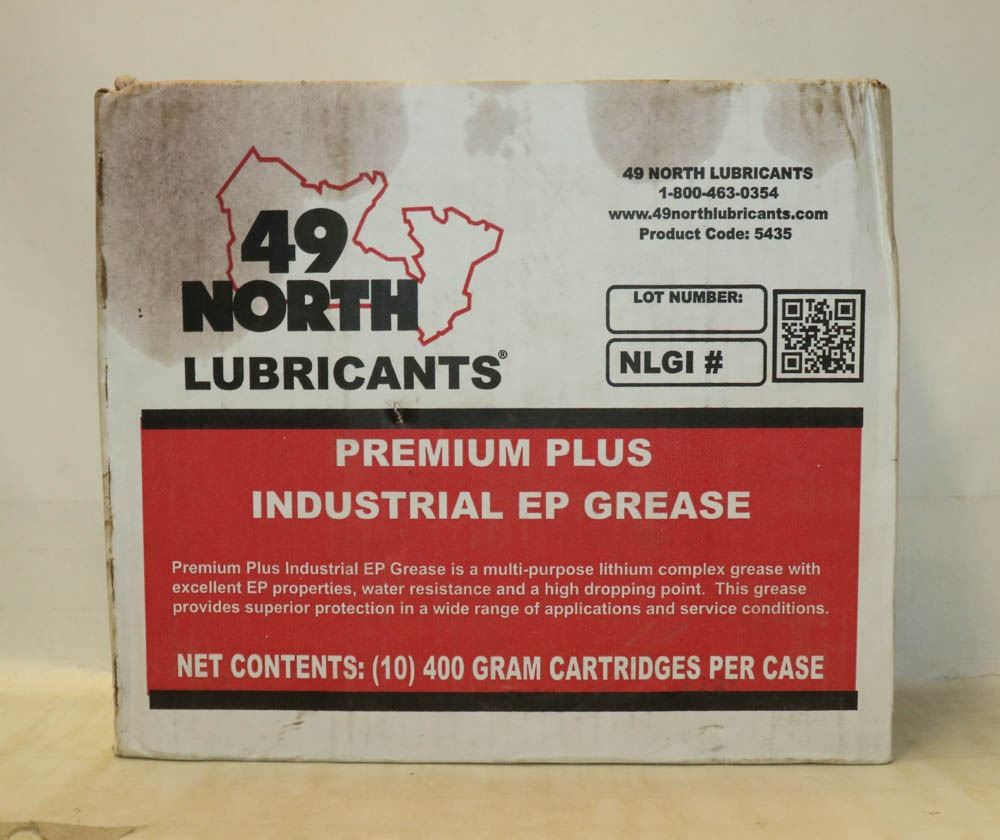 49
NORTH
LUBRICANTS®
49 NORTH LUBRICANTS
1-800-463-0354
www.49northlubricants.com
Product Code: 5435
LOT NUMBER:
NLGI #
PREMIUM PLUS
INDUSTRIAL EP GREASE
Premium Plus Industrial EP Grease is a multi-purpose lithium complex grease with
excellent EP properties, water resistance and a high dropping point. This grease
provides superior protection in a wide range of applications and service conditions.
NET CONTENTS: (10) 400 GRAM CARTRIDGES PER CASE